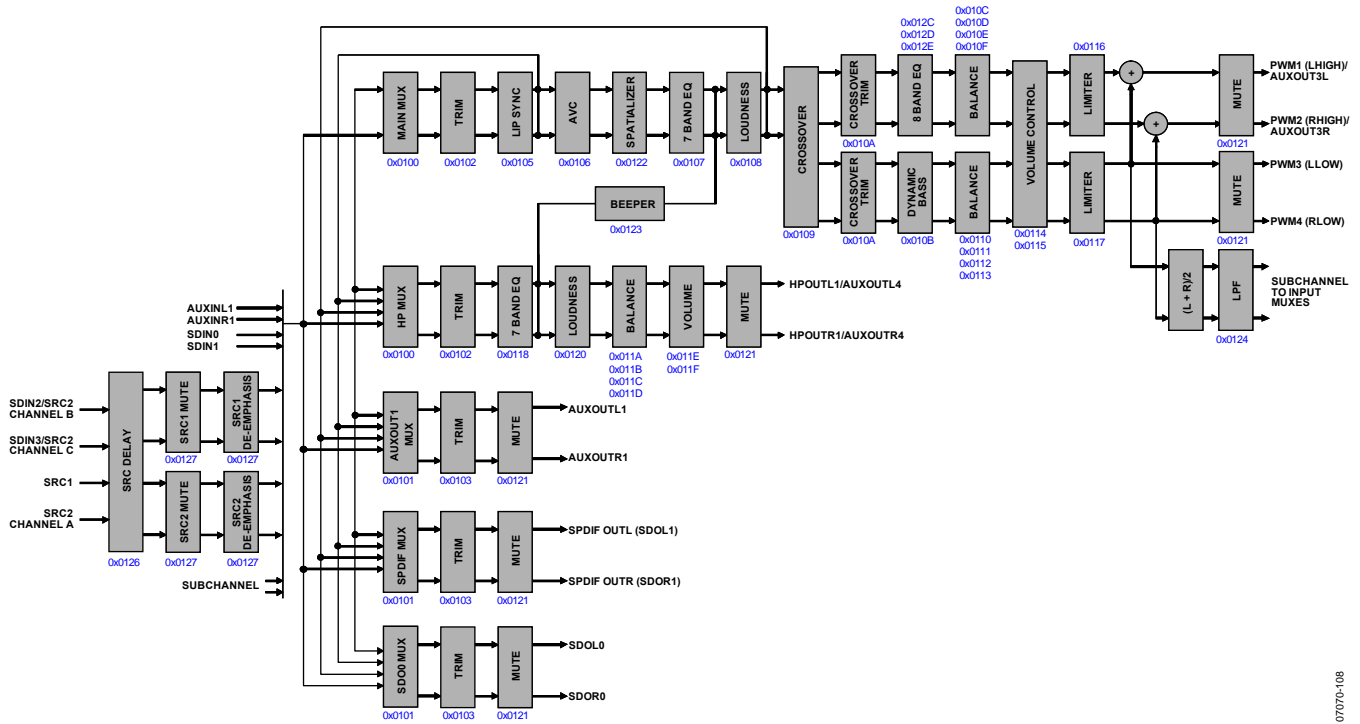 0x012C
0x012D
0x012E
0x010C
0x010D
0x010E
0x010F
0x0116
MAIN MUX
0x0100
TRIM
0x0102
LIP SYNC
0x0105
AVC
0x0106
SPATIALIZER
0x0122
7 BAND EQ
0x0107
LOUDNESS
0x0108
CROSSOVER
0x0109
CROSSOVER
TRIM
0x010A
8 BAND EQ
BALANCE
VOLUME CONTROL
0x0114
0x0115
LIMITER
+
+
MUTE
0x0121
PWM1 (LHIGH)/
AUXOUT3L
PWM2 (RHIGH)/
AUXOUT3R
CROSSOVER
TRIM
0x010A
DYNAMIC
BASS
0x010B
BALANCE
0x0110
0x0111
0x0112
0x0113
LIMITER
0x0117
MUTE
0x0121
PWM3 (LLOW)
PWM4 (RLOW)
(L + R)/2
LPF
0x0124
SUBCHANNEL
TO INPUT
MUXES
BEEPER
0x0123
HP MUX
0x0100
TRIM
0x0102
7 BAND EQ
0x0118
LOUDNESS
0x0120
BALANCE
0x011A
0x011B
0x011C
0x011D
VOLUME
0x011E
0x011F
MUTE
0x0121
HPOUTL1/AUXOUTL4
HPOUTR1/AUXOUTR4
AUXINL1
AUXINR1
SDIN0
SDIN1
SDIN2/SRC2
CHANNEL B
SDIN3/SRC2
CHANNEL C
SRC1
SRC2
CHANNEL A
SRC DELAY
0x0126
SRC1 MUTE
0x0127
SRC1
DE-EMPHASIS
0x0127
SRC2 MUTE
0x0127
SRC2
DE-EMPHASIS
0x0127
SUBCHANNEL
AUXOUT1
MUX
0x0101
TRIM
0x0103
MUTE
0x0121
AUXOUTL1
AUXOUTR1
SPDIF MUX
0x0101
TRIM
0x0103
MUTE
0x0121
SPDIF OUTL (SDOL1)
SPDIF OUTR (SDOR1)
SDO0 MUX
0x0101
TRIM
0x0103
MUTE
0x0121
SDOL0
SDOR0
07070-108